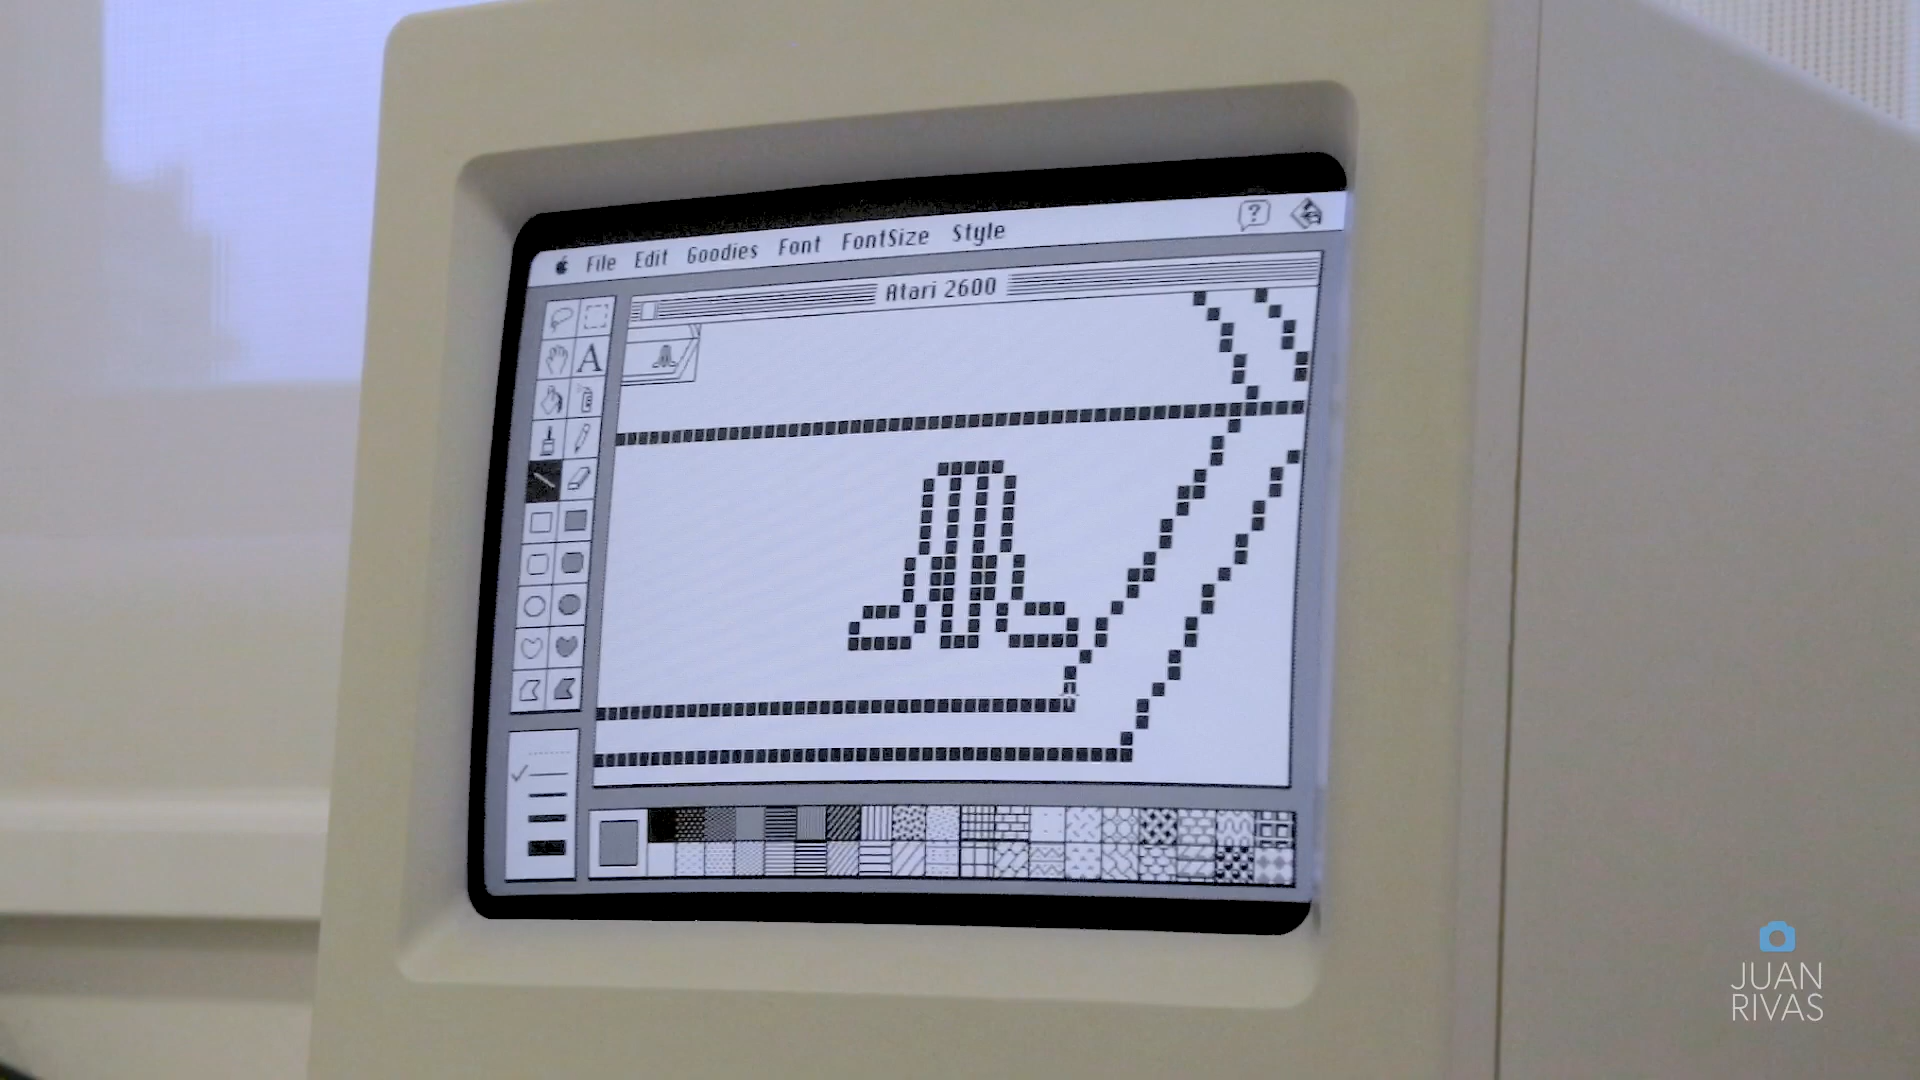 File Edit Goodies Font FontSize Style
?
Atari 2600
A
JUAN
RIVAS